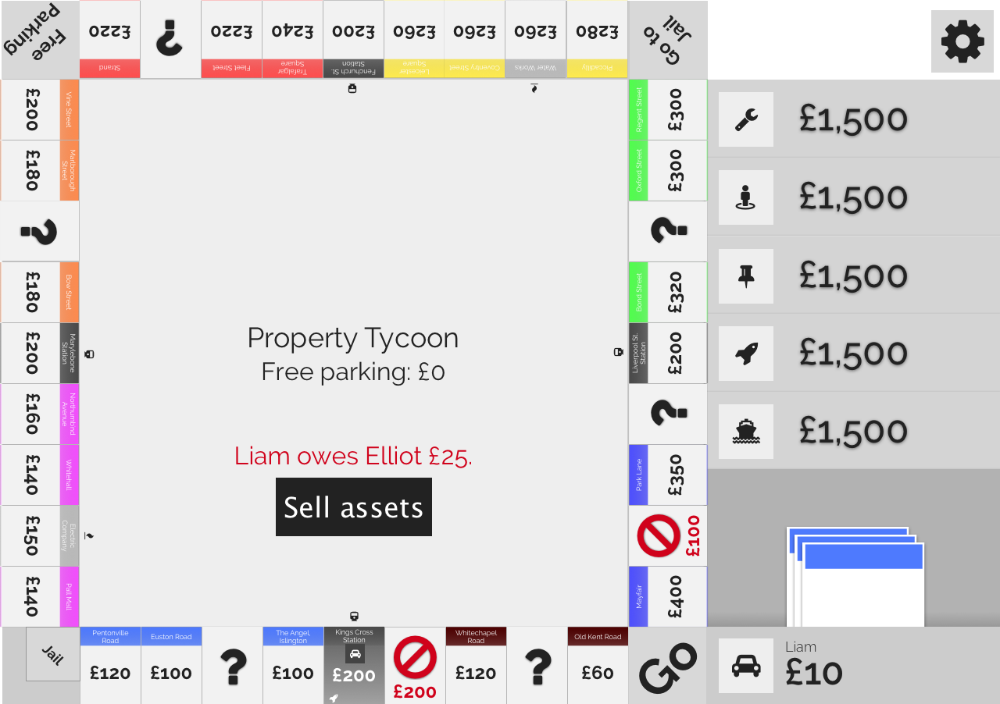 Free
Parking
£220
Strand
?
£220
Fleet Street
£240
Trafalgar
Square
£200
Fenchurch St.
Station
£260
Leicester
Square
£260
Coventry Street
£260
Water Works
£280
Piccadilly
Go to
Jail
£200
Vine Street
£180
Marlborough
Street
?
£180
Bow Street
£200
Marylebone
Station
£160
Northumbnd
Avenue
£140
Whitehall
£150
Electric
Company
£140
Pall Mall
Regent Street
£300
Oxford Street
£300
?
Bond Street
£320
Liverpool St.
Station
£200
?
Park Lane
£350
£100
Mayfair
£400
Property Tycoon
Free parking: £0
Liam owes Elliot £25.
Sell assets
£1,500
£1,500
£1,500
£1,500
£1,500
Jail
Pentonville
Road
£120
Euston Road
£100
?
The Angel,
Islington
£100
Kings Cross
Station
£200
£200
Whitechapel
Road
£120
?
Old Kent Road
£60
Go
Liam
£10